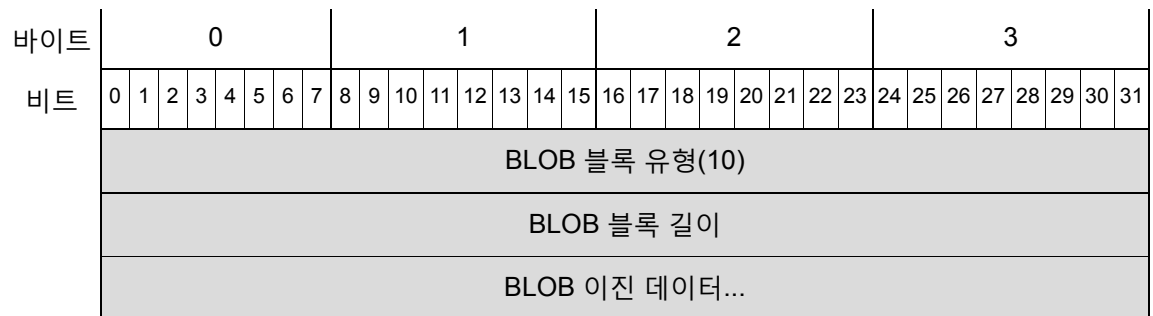 바이트 0 1 2 3
비트 0 1 2 3 4 5 6 7 8 9 10 11 12 13 14 15 16 17 18 19 20 21 22 23 24 25 26 27 28 29 30 31
BLOB 블록 유형(10)
BLOB 블록 길이
BLOB 이진 데이터...